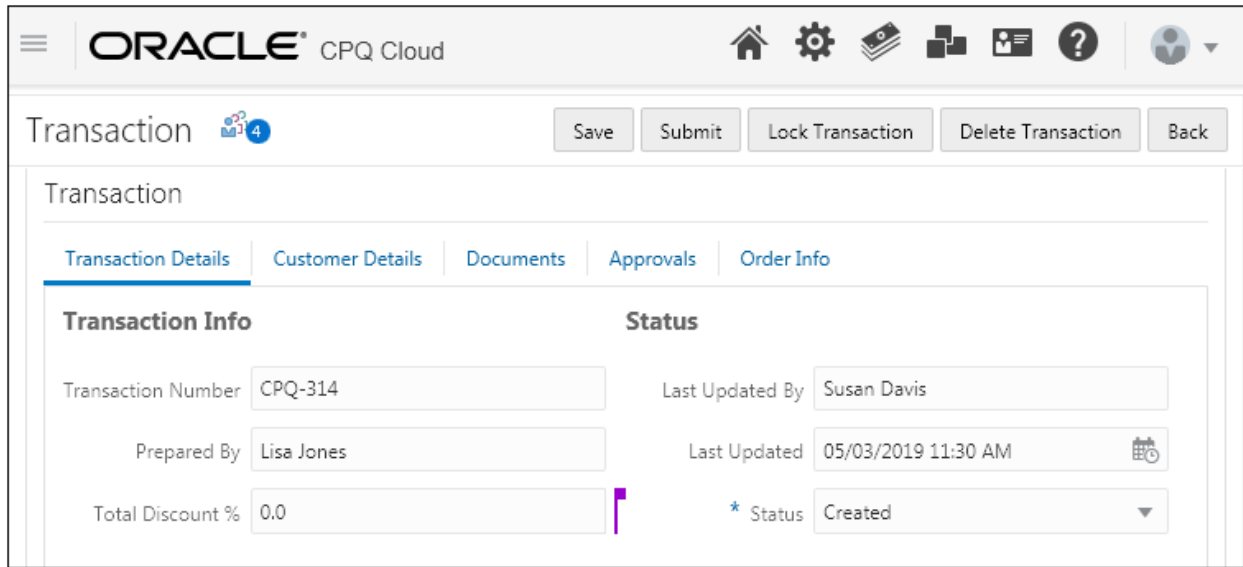 ORACLE® CPQ Cloud
Transaction 4 Save Submit Lock Transaction Delete Transaction Back
Transaction
Transaction Details Customer Details Documents Approvals Order Info
Transaction Info Status
Transaction Number CPQ-314 Last Updated By Susan Davis
Prepared By Lisa Jones Last Updated 05/03/2019 11:30 AM
Total Discount % 0.0 * Status Created